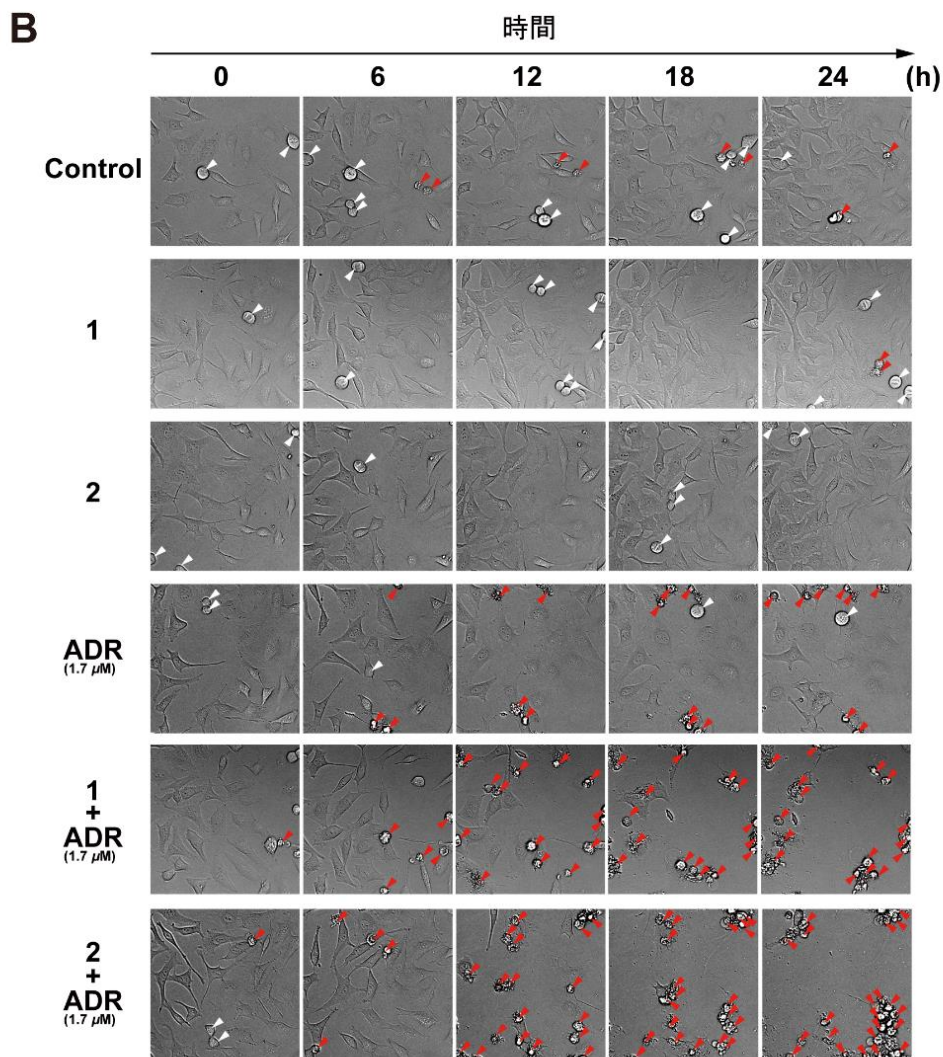 B
時間
0 6 12 18 24 (h)
Control
1
2
ADR
(1.7 µM)
1
+
ADR
(1.7 µM)
2
+
ADR
(1.7 µM)